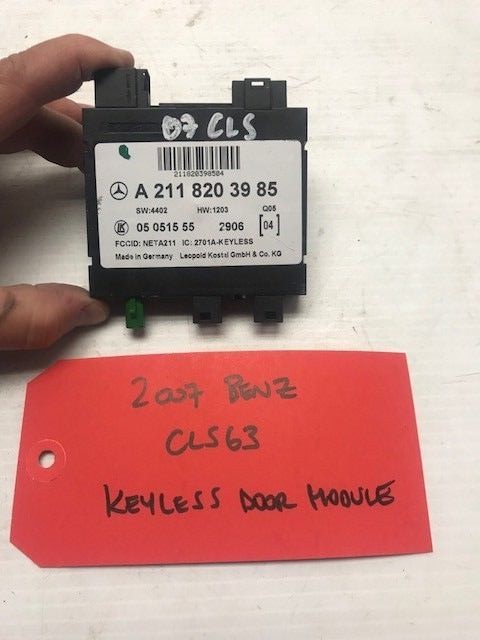 07 CLS
211820398504
A 211 820 39 85
SW:4402 HW:1203 Q05
05 0515 55 2906 [04]
FCCID: NETA211 IC: 2701A-KEYLESS
Made in Germany Leopold Kostal GmbH & Co. KG
2007 BENZ
CLS63
KEYLESS DOOR MODULE